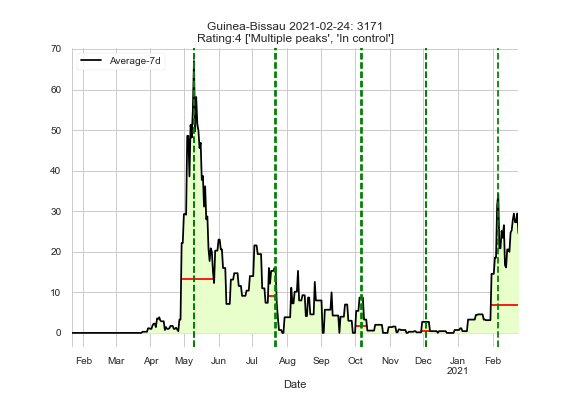 Guinea-Bissau 2021-02-24: 3171
Rating:4 ['Multiple peaks', 'In control']
Average-7d
70
60
50
40
30
20
10
0
Feb Mar Apr May Jun Jul Aug Sep Oct Nov Dec Jan Feb
2021
Date